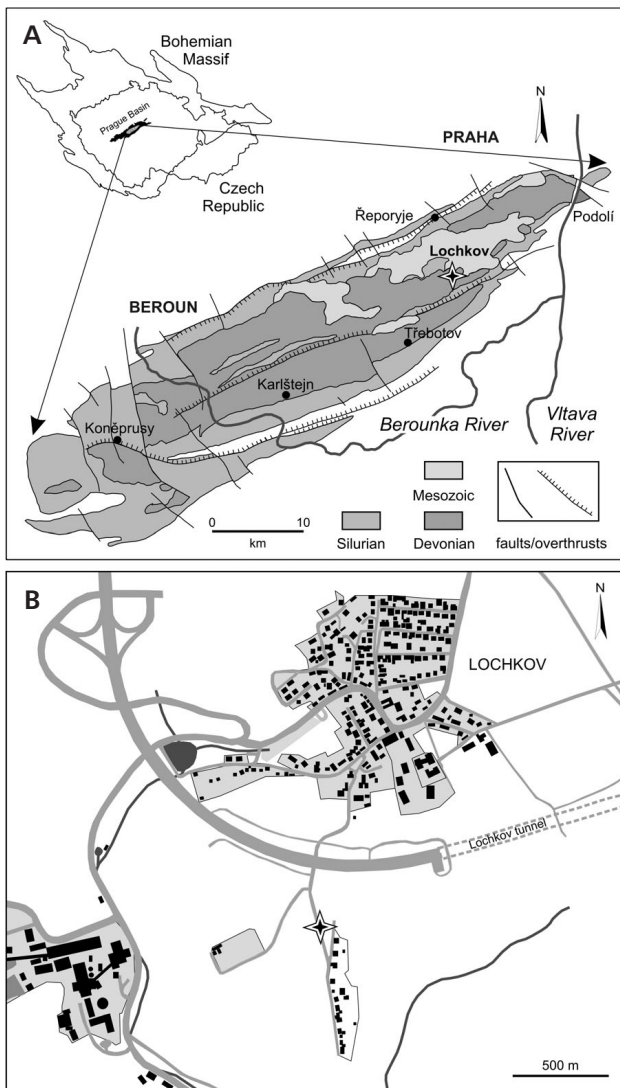 A
Bohemian
Massif
Prague Basin
Czech
Republic
N
PRAHA
Řeporyje
Podolí
Lochkov
BEROUN
Třebotov
Karlštejn
Koněprusy
Berounka River
Vltava
River
0 10
km
Mesozoic
Silurian
Devonian
faults/overthrusts
B
N
LOCHKOV
Lochkov tunnel
500 m